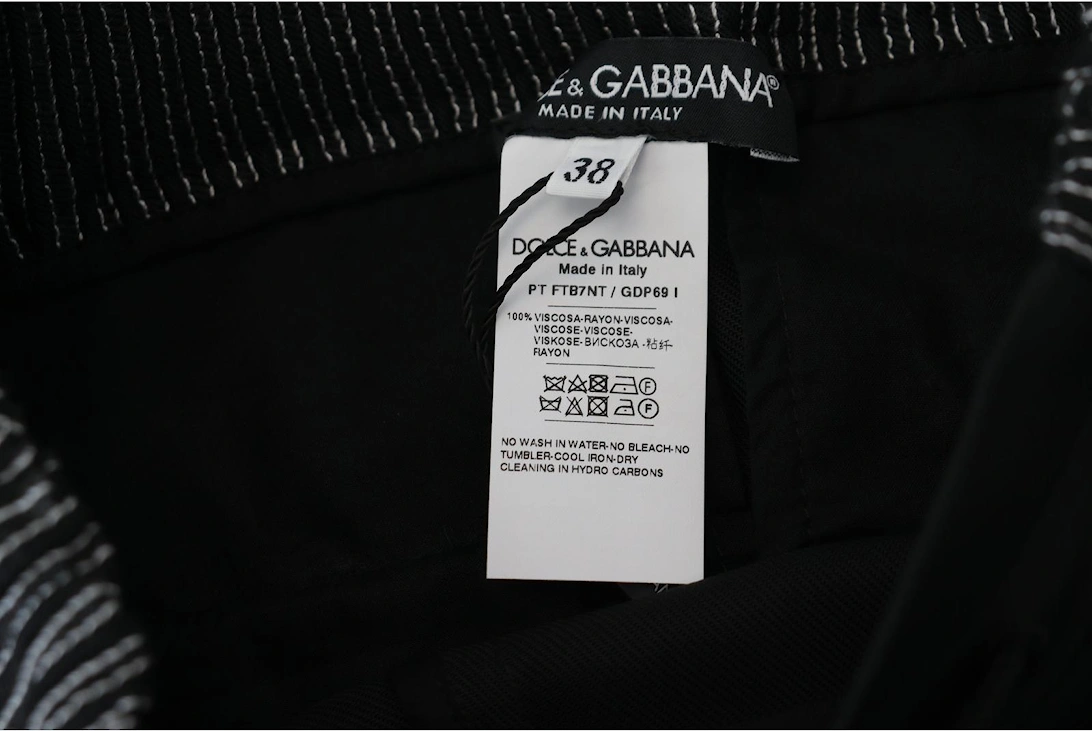 E & GABBANA®
MADE IN ITALY
38
DOLCE & GABBANA
Made in Italy
PT FTB7NT / GDP69 I
100% VISCOSA-RAYON-VISCOSA-
VISCOSE-VISCOSE-
VISKOSE-ВИСКОЗА -粘纤-
RAYON
F
F
NO WASH IN WATER-NO BLEACH-NO
TUMBLER-COOL IRON-DRY
CLEANING IN HYDRO CARBONS